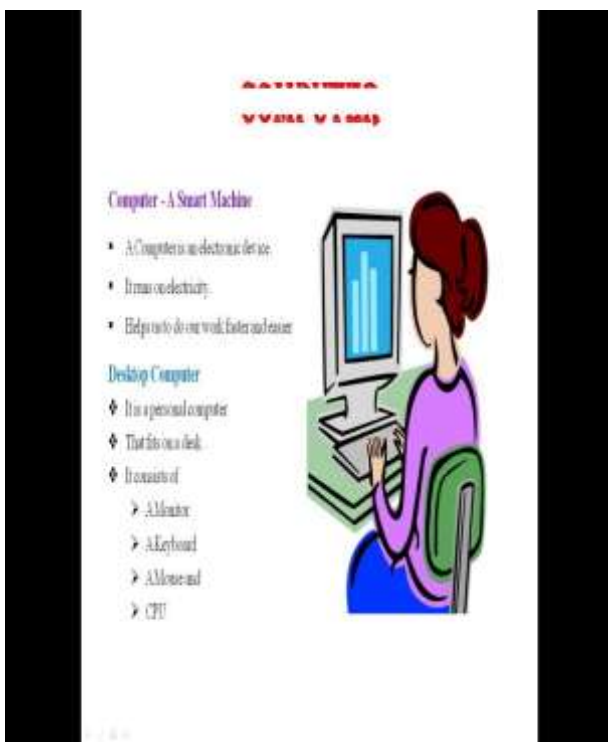 Computer - A Smart Machine
A Computer is an electronic device
It runs on electricity.
Helps us to do our work faster and easier
Desktop Computer
It is a personal computer
That fits on a desk.
It consists of
A Monitor
A Keyboard
A Mouse and
CPU